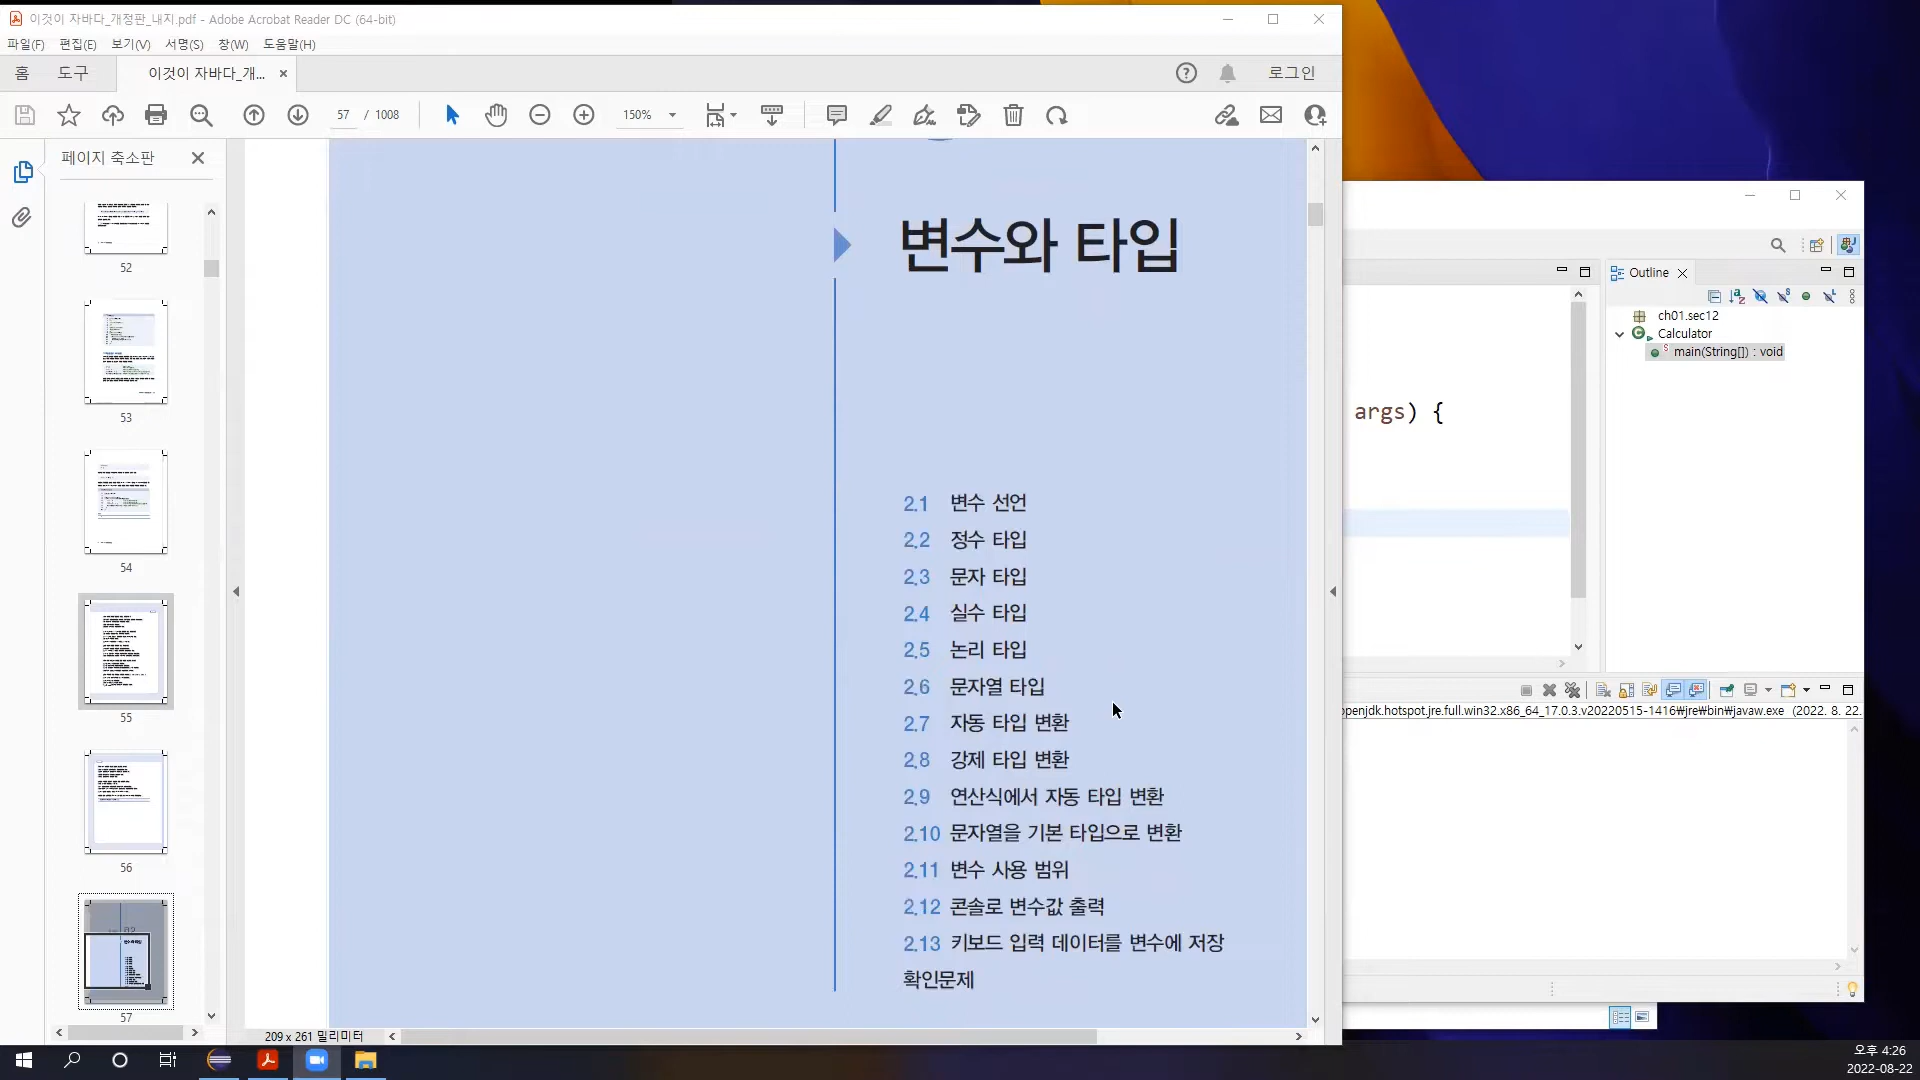 이것이 자바다_개정판_내지.pdf - Adobe Acrobat Reader DC (64-bit)
파일(F) 편집(E) 보기(V) 서명(S) 창(W) 도움말(H)
홈 도구 이것이 자바다_개... × 로그인
57 / 1008 150%
페이지 축소판
52
53
54
55
56
57
변수와 타입
2.1 변수 선언
2.2 정수 타입
2.3 문자 타입
2.4 실수 타입
2.5 논리 타입
2.6 문자열 타입
2.7 자동 타입 변환
2.8 강제 타입 변환
2.9 연산식에서 자동 타입 변환
2.10 문자열을 기본 타입으로 변환
2.11 변수 사용 범위
2.12 콘솔로 변수값 출력
2.13 키보드 입력 데이터를 변수에 저장
확인문제
209 x 261 밀리미터
args) {
Outline
ch01.sec12
Calculator
main(String[]) : void
openjdk.hotspot.jre.full.win32.x86_64_17.0.3.v20220515-1416₩jre₩bin₩javaw.exe (2022. 8. 22.
오후 4:26
2022-08-22